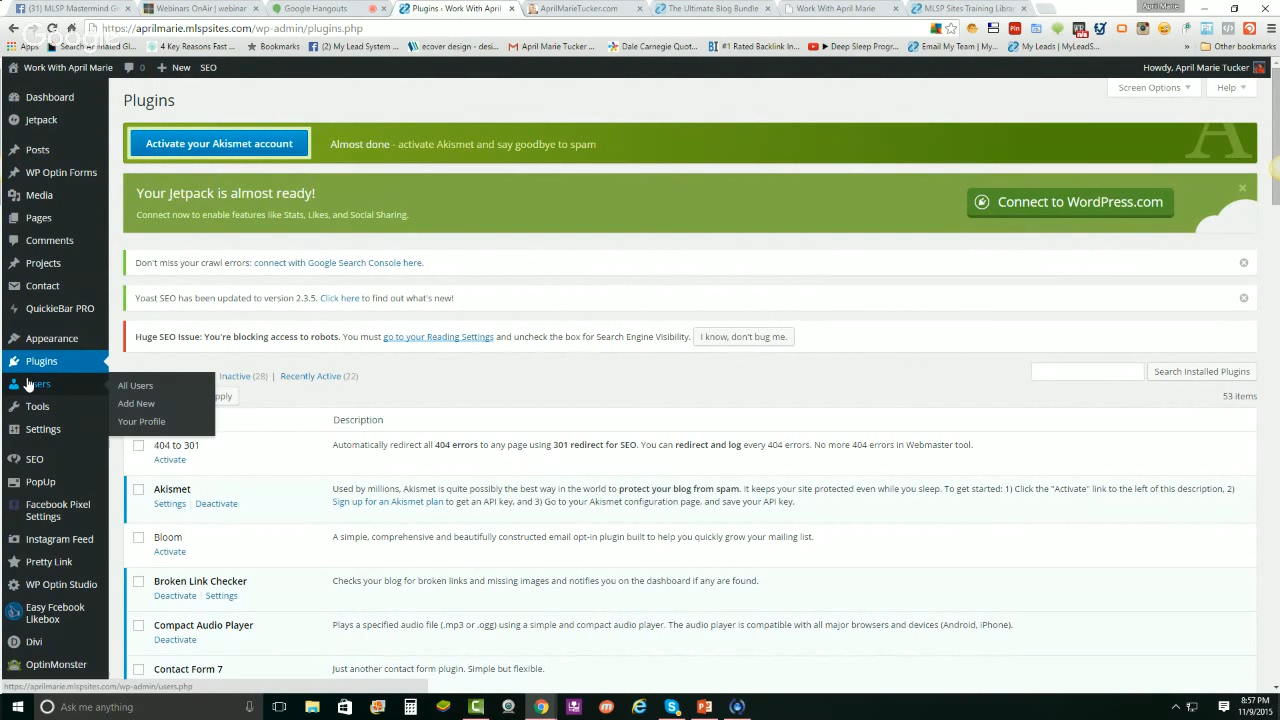 (31) MLSP Mastermind G
Webinars OnAir | webinar
Google Hangouts
Plugins ‹ Work With April
AprilMarieTucker.com
The Ultimate Blog Bundle
Work With April Marie
MLSP Sites Training Libra
April Marie
https://aprilmarie.mlspsites.com/wp-admin/plugins.php
Apps
Search Animated Gi
4 Key Reasons Fast
Bookmarks
(2) My Lead System
ecover design
April Marie Tucker
Dale Carnegie Quot...
#1 Rated Backlink In...
Deep Sleep Prog...
Email My Team / My
My Leads | MyLeadS..
»
Other bookmarks
Work With April Marie
0
New
SEO
Howdy, April Marie Tucker
Dashboard
Jetpack
Posts
WP Optin Forms
Media
Pages
Comments
Projects
Contact
QuickieBar PRO
Appearance
Plugins
Users
Tools
Settings
SEO
PopUp
Facebook Pixel
Settings
Instagram Feed
Pretty Link
WP Optin Studio
Easy Fcebook
Likebox
Divi
OptinMonster
All Users
Add New
Your Profile
Plugins
Screen Options
Help
Activate your Akismet account
Almost done - activate Akismet and say goodbye to spam
A
Your Jetpack is almost ready!
Connect now to enable features like Stats, Likes, and Social Sharing.
Connect to WordPress.com
Don't miss your crawl errors: connect with Google Search Console here.
Yoast SEO has been updated to version 2.3.5. Click here to find out what's new!
Huge SEO Issue: You're blocking access to robots. You must go to your Reading Settings and uncheck the box for Search Engine Visibility.
I know, don't bug me.
Inactive (28) | Recently Active (22)
Search Installed Plugins
pply
53 items
Description
404 to 301
Automatically redirect all 404 errors to any page using 301 redirect for SEO. You can redirect and log every 404 errors. No more 404 errors in Webmaster tool.
Activate
Akismet
Used by millions, Akismet is quite possibly the best way in the world to protect your blog from spam. It keeps your site protected even while you sleep. To get started: 1) Click the "Activate" link to the left of this description, 2)
Sign up for an Akismet plan to get an API key, and 3) Go to your Akismet configuration page, and save your API key.
Settings | Deactivate
Bloom
A simple, comprehensive and beautifully constructed email opt-in plugin built to help you quickly grow your mailing list.
Activate
Broken Link Checker
Checks your blog for broken links and missing images and notifies you on the dashboard if any are found.
Deactivate | Settings
Compact Audio Player
Plays a specified audio file (.mp3 or .ogg) using a simple and compact audio player. The audio player is compatible with all major browsers and devices (Android, iPhone).
Deactivate
Contact Form 7
Just another contact form plugin. Simple but flexible.
https://aprilmarie.mlspsites.com/wp-admin/users.php
Ask me anything
8:57 PM
11/9/2015